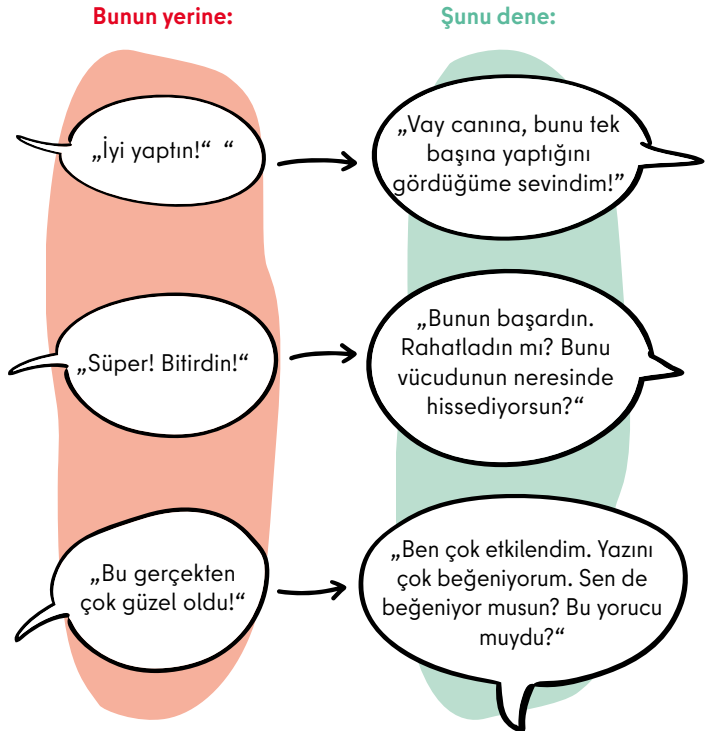 Bunun yerine:
Şunu dene:
„İyi yaptın!“ “
„Vay canına, bunu tek
başına yaptığını
gördüğüme sevindim!”
„Süper! Bitirdin!“
„Bunun başardın.
Rahatladın mı? Bunu
vücudunun neresinde
hissediyorsun?“
„Bu gerçekten
çok güzel oldu!“
„Ben çok etkilendim. Yazını
çok beğeniyorum. Sen de
beğeniyor musun? Bu yorucu
muydu?“